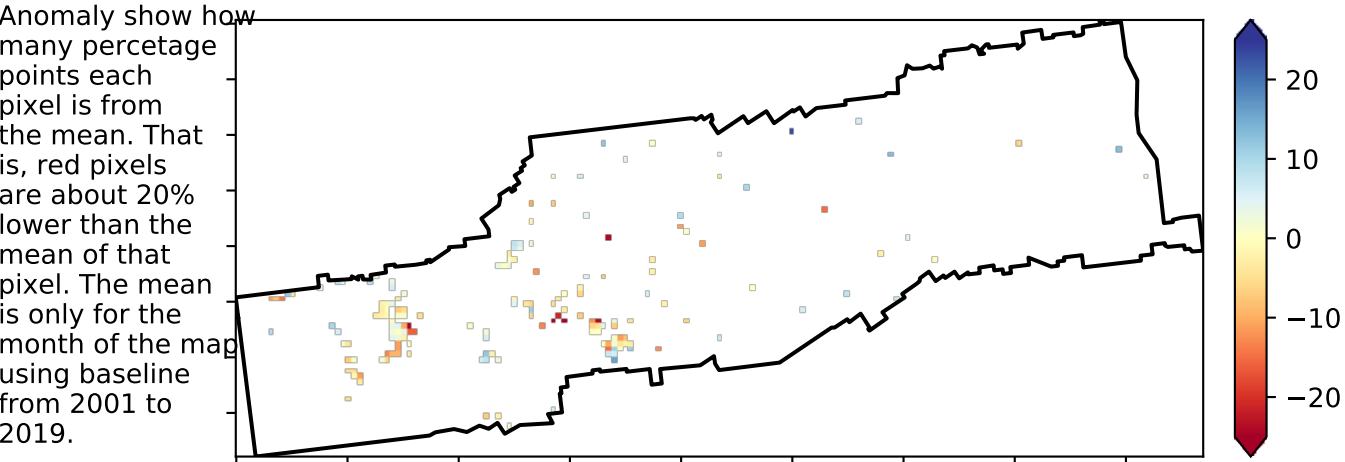 Anomaly show how
many percetage
points each
pixel is from
the mean. That
is, red pixels
are about 20%
lower than the
mean of that
pixel. The mean
is only for the
month of the map
using baseline
from 2001 to
2019.
20
10
0
−10
−20